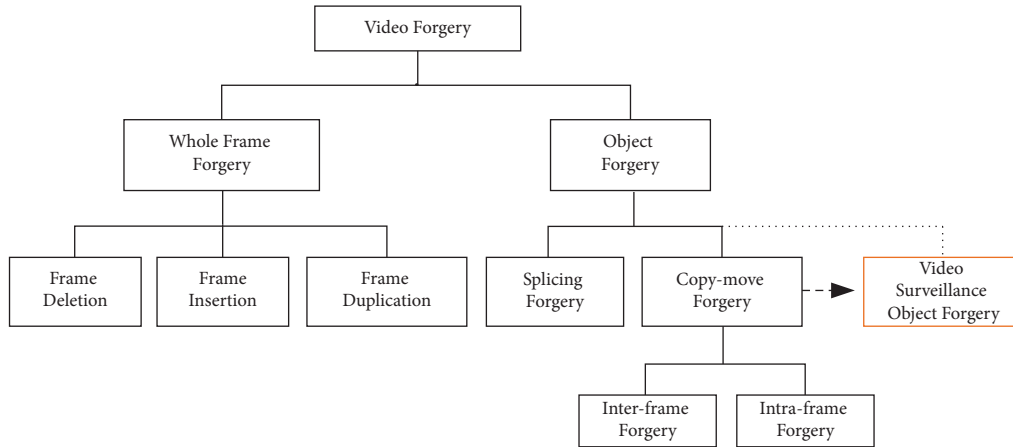 Video Forgery
Whole Frame
Forgery
Object
Forgery
Frame
Deletion
Frame
Insertion
Frame
Duplication
Splicing
Forgery
Copy-move
Forgery
Video
Surveillance
Object Forgery
Inter-frame
Forgery
Intra-frame
Forgery